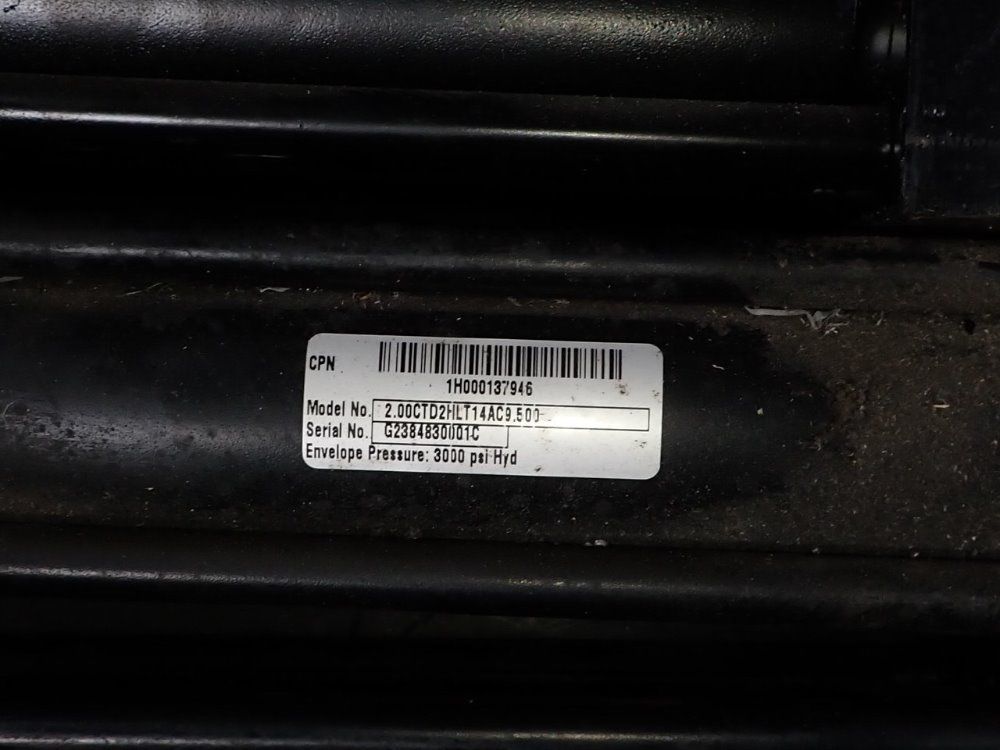 CPN
1H000137946
Model No. 2.00CTD2HLT14AC9.500
Serial No. G2384830001C
Envelope Pressure: 3000 psi Hyd